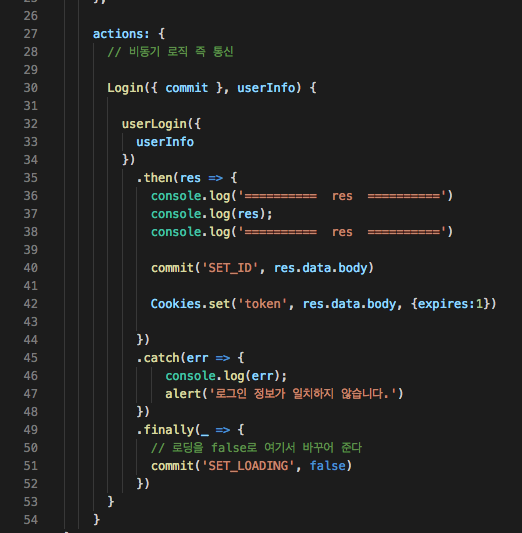 26
27 actions: {
28 // 비동기 로직 즉 통신
29
30 Login({ commit }, userInfo) {
31
32 userLogin({
33 userInfo
34 })
35 .then(res => {
36 console.log('========== res ==========')
37 console.log(res);
38 console.log('========== res ==========')
39
40 commit('SET_ID', res.data.body)
41
42 Cookies.set('token', res.data.body, {expires:1})
43
44 })
45 .catch(err => {
46 console.log(err);
47 alert('로그인 정보가 일치하지 않습니다.')
48 })
49 .finally(_ => {
50 // 로딩을 false로 여기서 바꾸어 준다
51 commit('SET_LOADING', false)
52 })
53 }
54 }